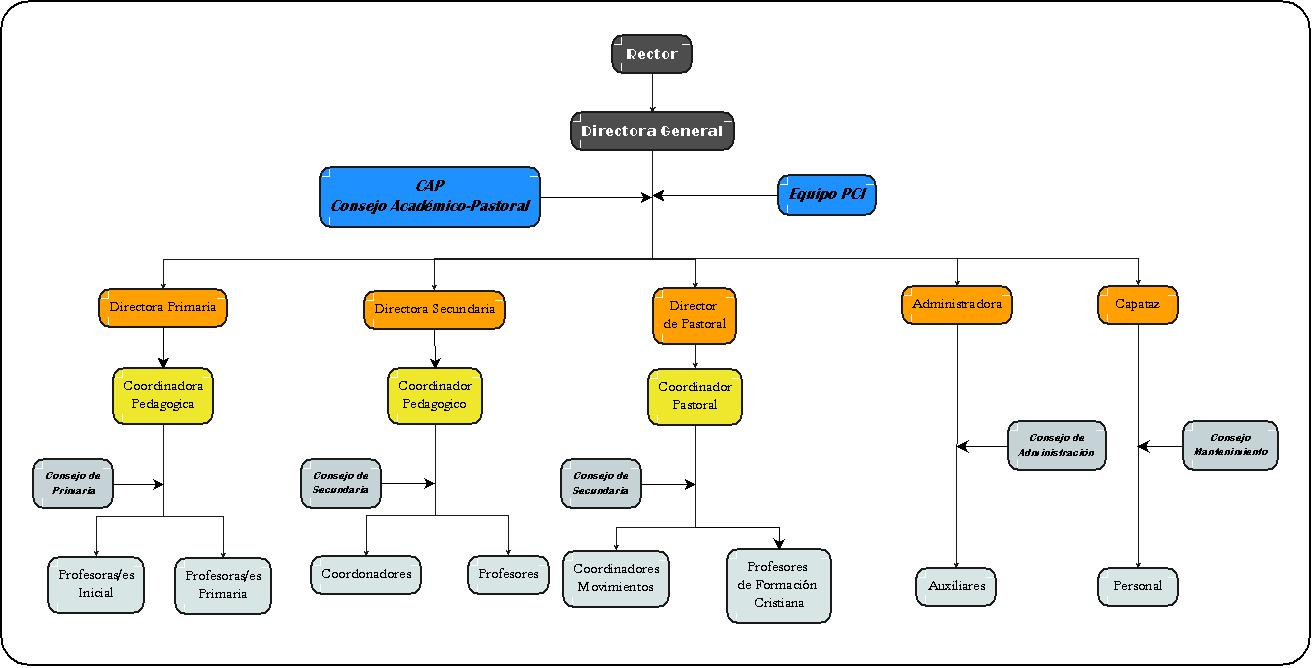 Rector
Directora General
CAP
Consejo Académico-Pastoral
Equipo PCI
Directora Primaria
Directora Secundaria
Director
de Pastoral
Administradora
Capataz
Coordinadora
Pedagogica
Coordinador
Pedagogico
Coordinador
Pastoral
Consejo de
Administración
Consejo
Mantenimiento
Consejo de
Primaria
Consejo de
Secundaria
Consejo de
Secundaria
Profesoras/es
Inicial
Profesoras/es
Primaria
Coordonadores
Profesores
Coordinadores
Movimientos
Profesores
de Formación
Cristiana
Auxiliares
Personal